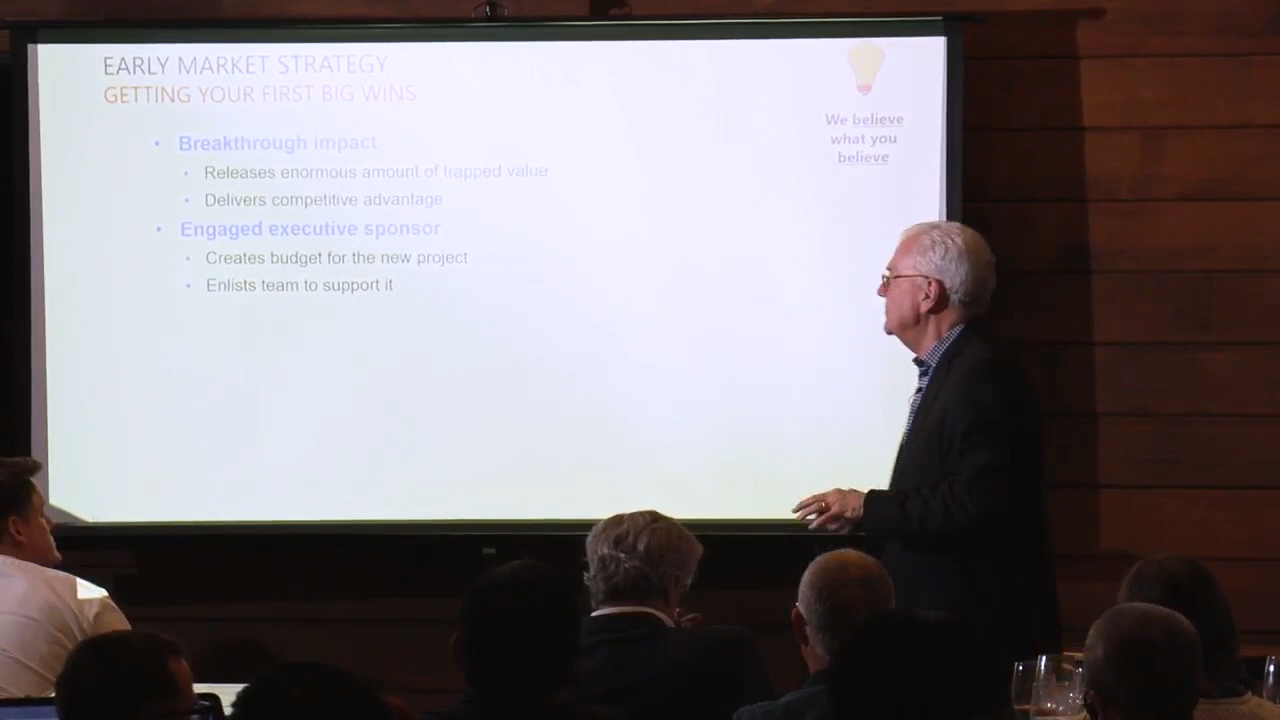 EARLY MARKET STRATEGY
GETTING YOUR FIRST BIG WINS
• Breakthrough impact
• Releases enormous amount of trapped value
• Delivers competitive advantage
• Engaged executive sponsor
• Creates budget for the new project
• Enlists team to support it
We believe
what you
believe